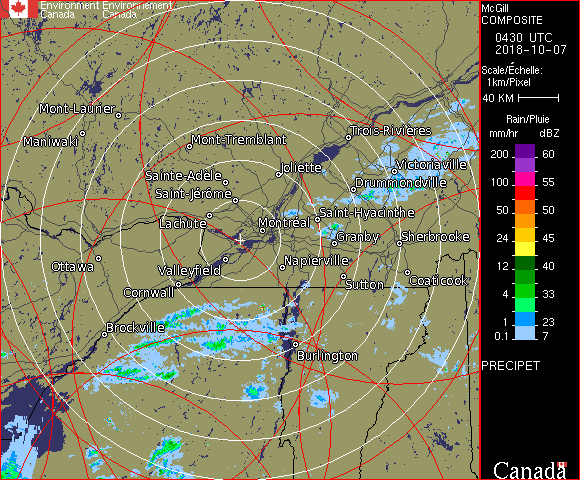 Environment Environnement
Canada Canada
McGill
COMPOSITE
0430 UTC
2018-10-07
Scale/Échelle:
1km/Pixel
40 KM
Rain/Pluie
mm/hr dBZ
200 60
150 57
100 55
50 50
24 45
12 40
4 33
1 23
0.1 7
PRECIPET
Canada
Mont-Laurier
Maniwaki
Mont-Tremblant
Trois-Rivières
Joliette
Victoriaville
Sainte-Adèle
Drummondville
Saint-Jérôme
Saint-Hyacinthe
Lachute
Montréal
Granby
Sherbrooke
Ottawa
Valleyfield
Napierville
Cornwall
Sutton
Coaticook
Brockville
Burlington